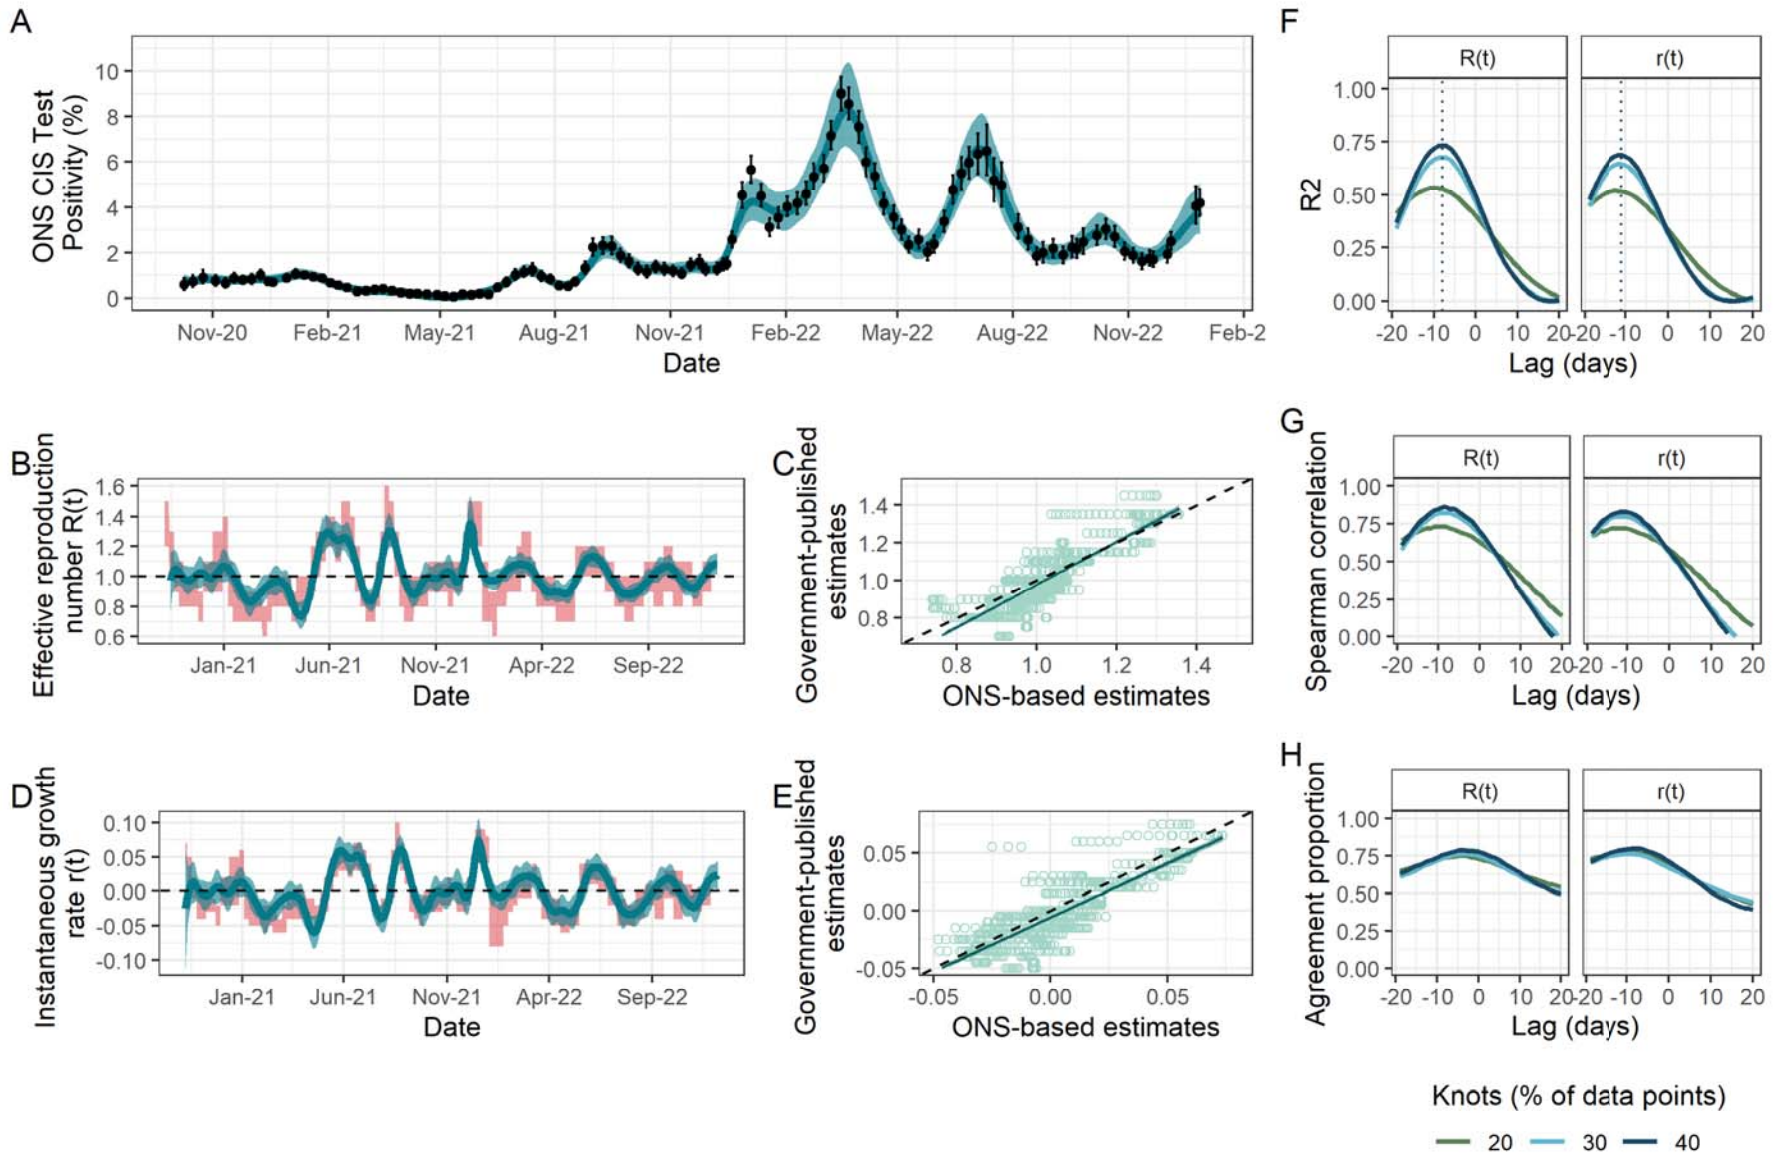 A
ONS CIS Test
Positivity (%)
10
8
6
4
2
0
Nov-20 Feb-21 May-21 Aug-21 Nov-21 Feb-22 May-22 Aug-22 Nov-22 Feb-2
Date
B
Effective reproduction
number R(t)
1.6
1.4
1.2
1.0
0.8
0.6
Jan-21 Jun-21 Nov-21 Apr-22 Sep-22
Date
C
Government-published
estimates
1.4
1.2
1.0
0.8
0.8 1.0 1.2 1.4
ONS-based estimates
D
Instantaneous growth
rate r(t)
0.10
0.05
0.00
-0.05
-0.10
Jan-21 Jun-21 Nov-21 Apr-22 Sep-22
Date
E
Government-published
estimates
0.05
0.00
-0.05
-0.05 0.00 0.05
ONS-based estimates
F
R(t) r(t)
R2
1.00
0.75
0.50
0.25
0.00
-20 -10 0 10 20 -20 -10 0 10 20
Lag (days)
G
R(t) r(t)
Spearman correlation
1.00
0.75
0.50
0.25
0.00
-20 -10 0 10 20 -20 -10 0 10 20
Lag (days)
H
R(t) r(t)
Agreement proportion
1.00
0.75
0.50
0.25
0.00
-20 -10 0 10 20 -20 -10 0 10 20
Lag (days)
Knots (% of data points)
20 30 40